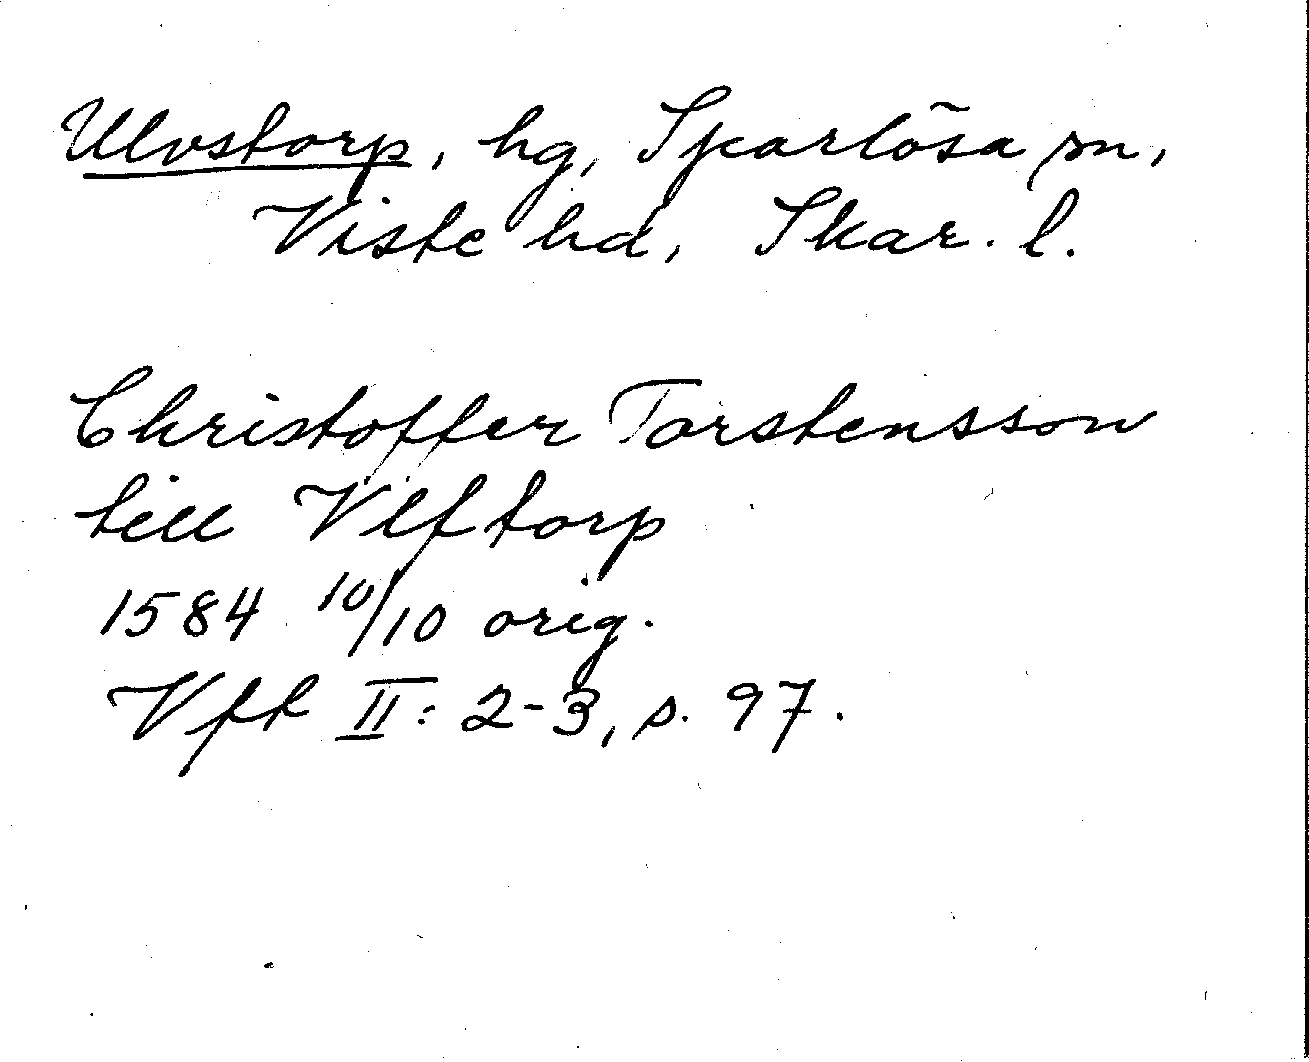 Ulvstorp, hg, Sparlösa sn,
Viste hd, Skar. l.
Christoffer Torstensson
till Vlftorp
1584 10/10 orig.
Vft II: 2-3, s. 97.